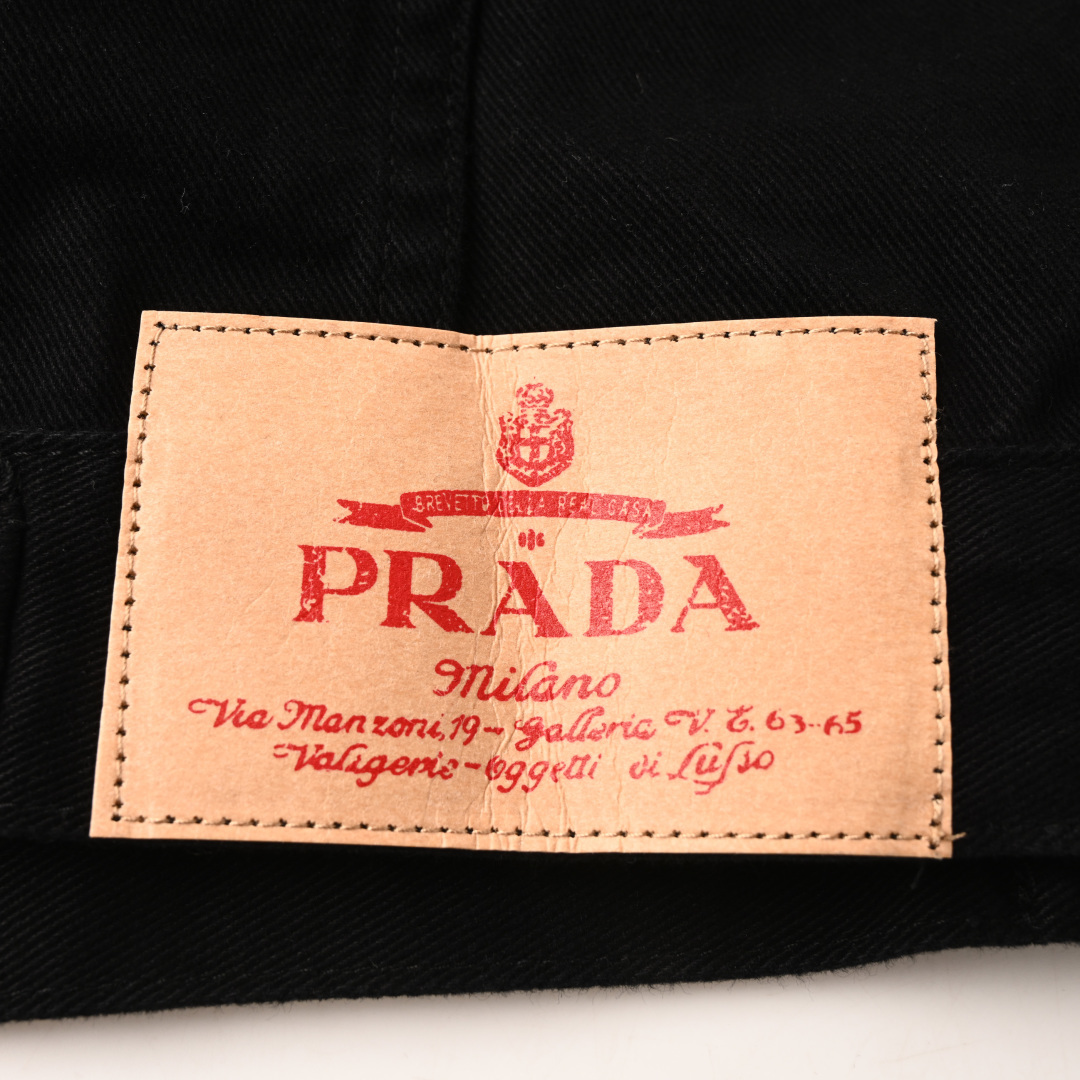 BREVETTO DELLA REAL CASA
PRADA
Milano
Via Manzoni, 19 - Galleria V. E. 63-65
Valigerie - Oggetti di Lusso